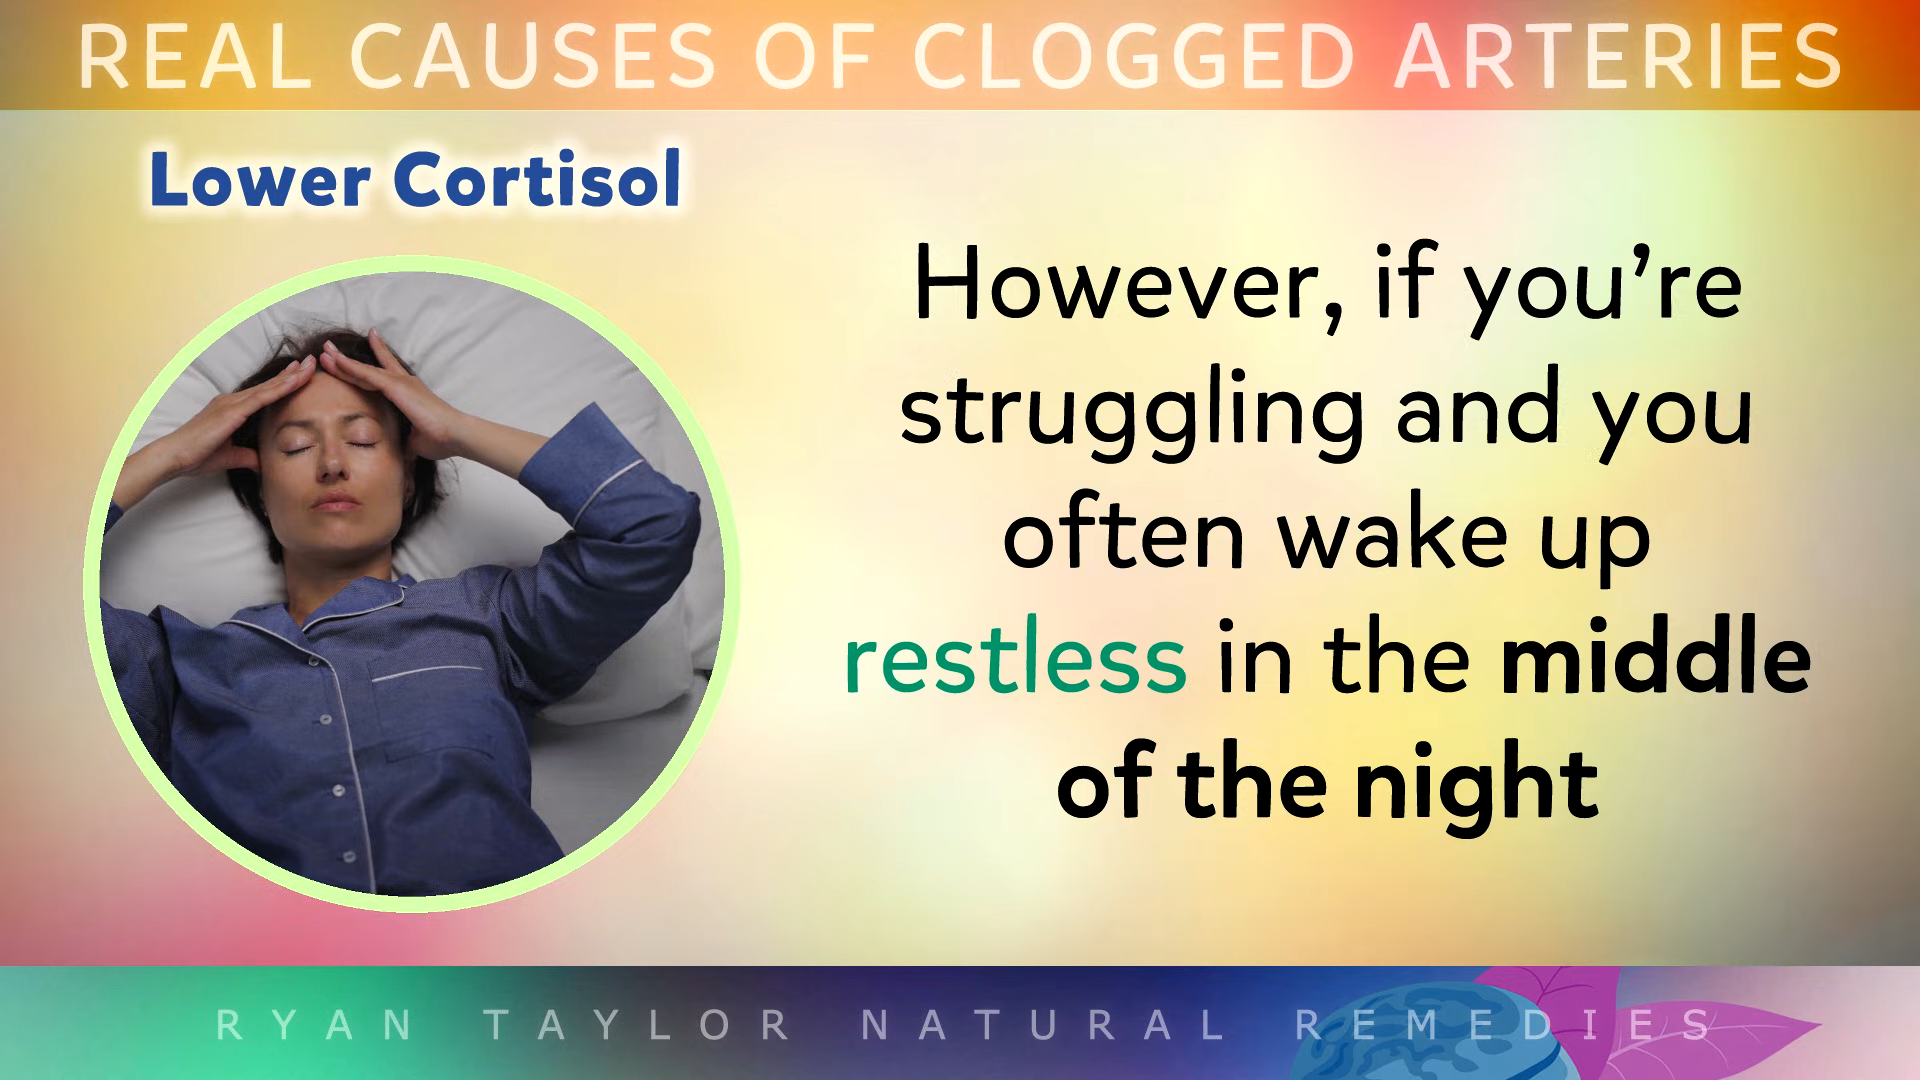 REAL CAUSES OF CLOGGED ARTERIES
Lower Cortisol
However, if you’re
struggling and you
often wake up
restless in the middle
of the night
RYAN TAYLOR NATURAL REMEDIES